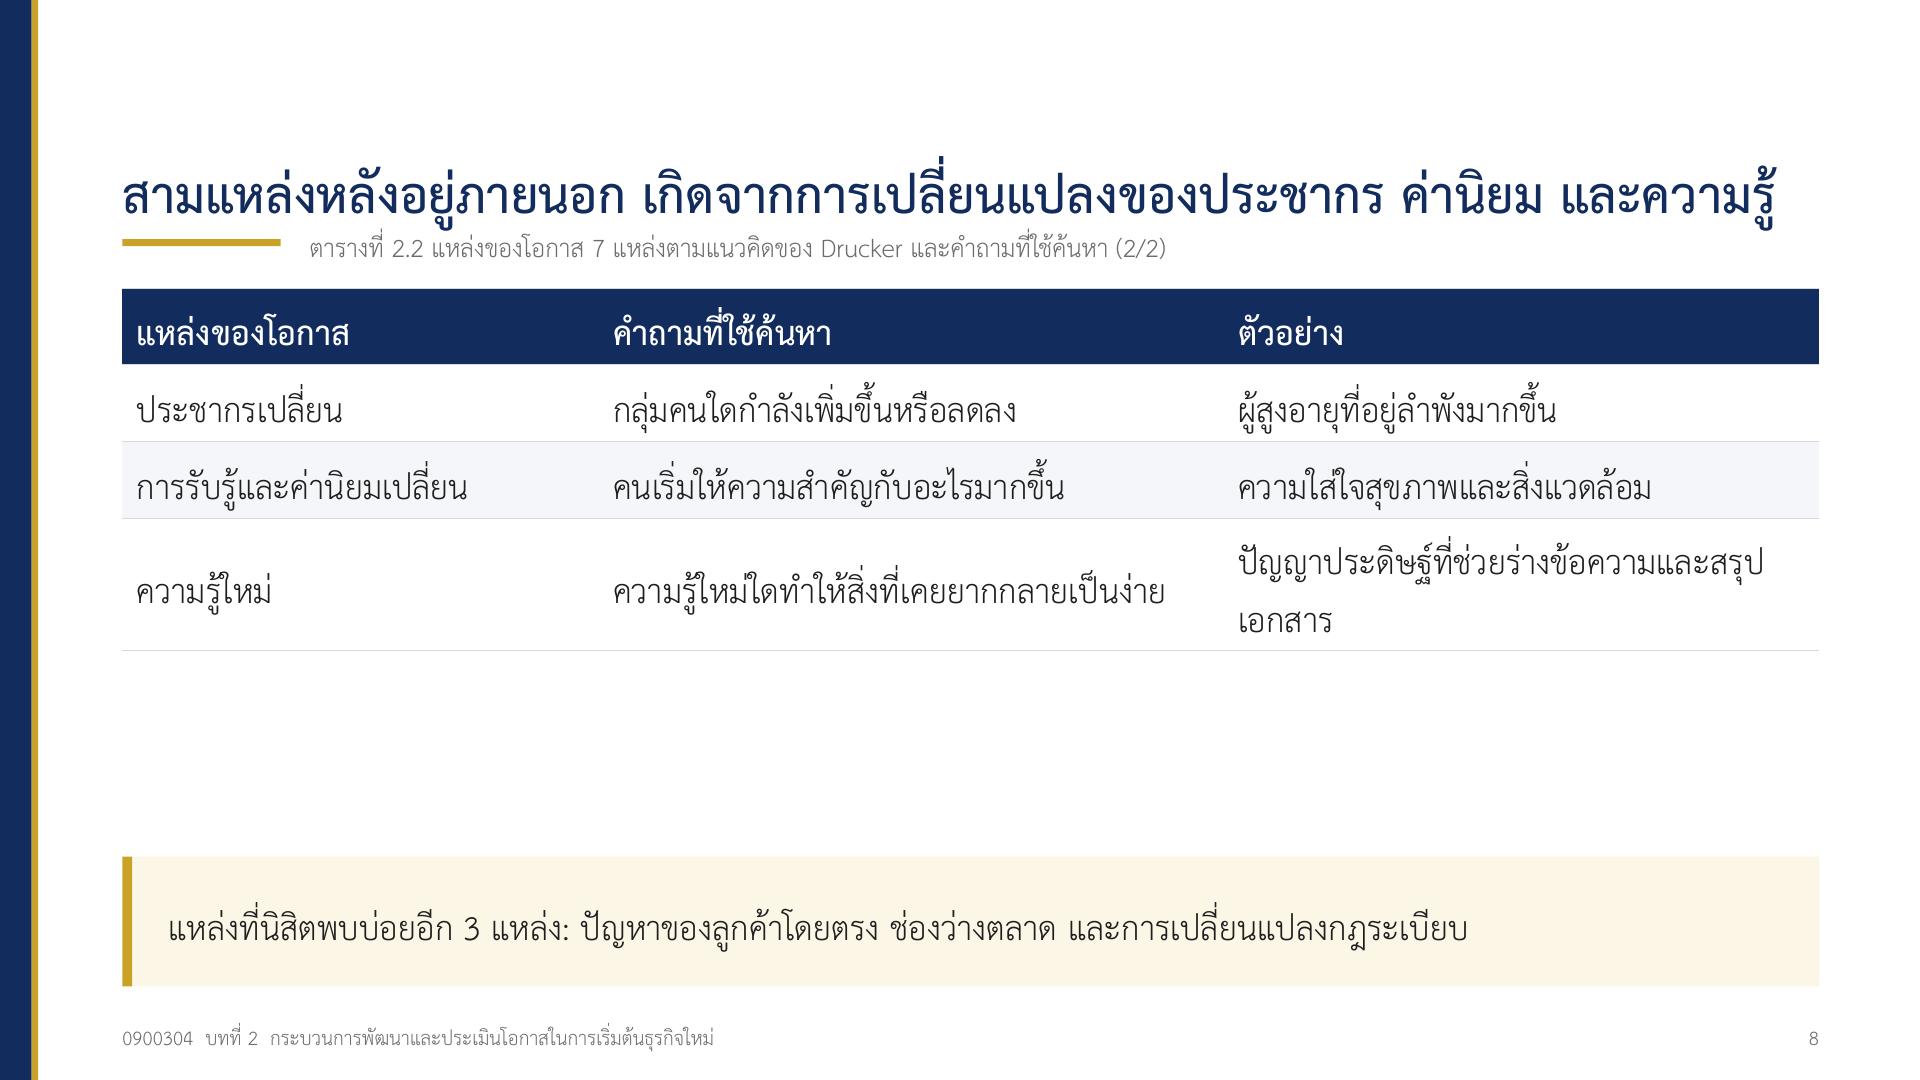 สามแหล่งหลังอยู่ภายนอก เกิดจากการเปลี่ยนแปลงของประชากร ค่านิยม และความรู้
ตารางที่ 2.2 แหล่งของโอกาส 7 แหล่งตามแนวคิดของ Drucker และคำถามที่ใช้ค้นหา (2/2)
แหล่งของโอกาส คำถามที่ใช้ค้นหา ตัวอย่าง
ประชากรเปลี่ยน กลุ่มคนใดกำลังเพิ่มขึ้นหรือลดลง ผู้สูงอายุที่อยู่ลำพังมากขึ้น
การรับรู้และค่านิยมเปลี่ยน คนเริ่มให้ความสำคัญกับอะไรมากขึ้น ความใส่ใจสุขภาพและสิ่งแวดล้อม
ความรู้ใหม่ ความรู้ใหม่ใดทำให้สิ่งที่เคยยากกลายเป็นง่าย ปัญญาประดิษฐ์ที่ช่วยร่างข้อความและสรุป
เอกสาร
แหล่งที่นิสิตพบบ่อยอีก 3 แหล่ง: ปัญหาของลูกค้าโดยตรง ช่องว่างตลาด และการเปลี่ยนแปลงกฎระเบียบ
0900304 บทที่ 2 กระบวนการพัฒนาและประเมินโอกาสในการเริ่มต้นธุรกิจใหม่ 8